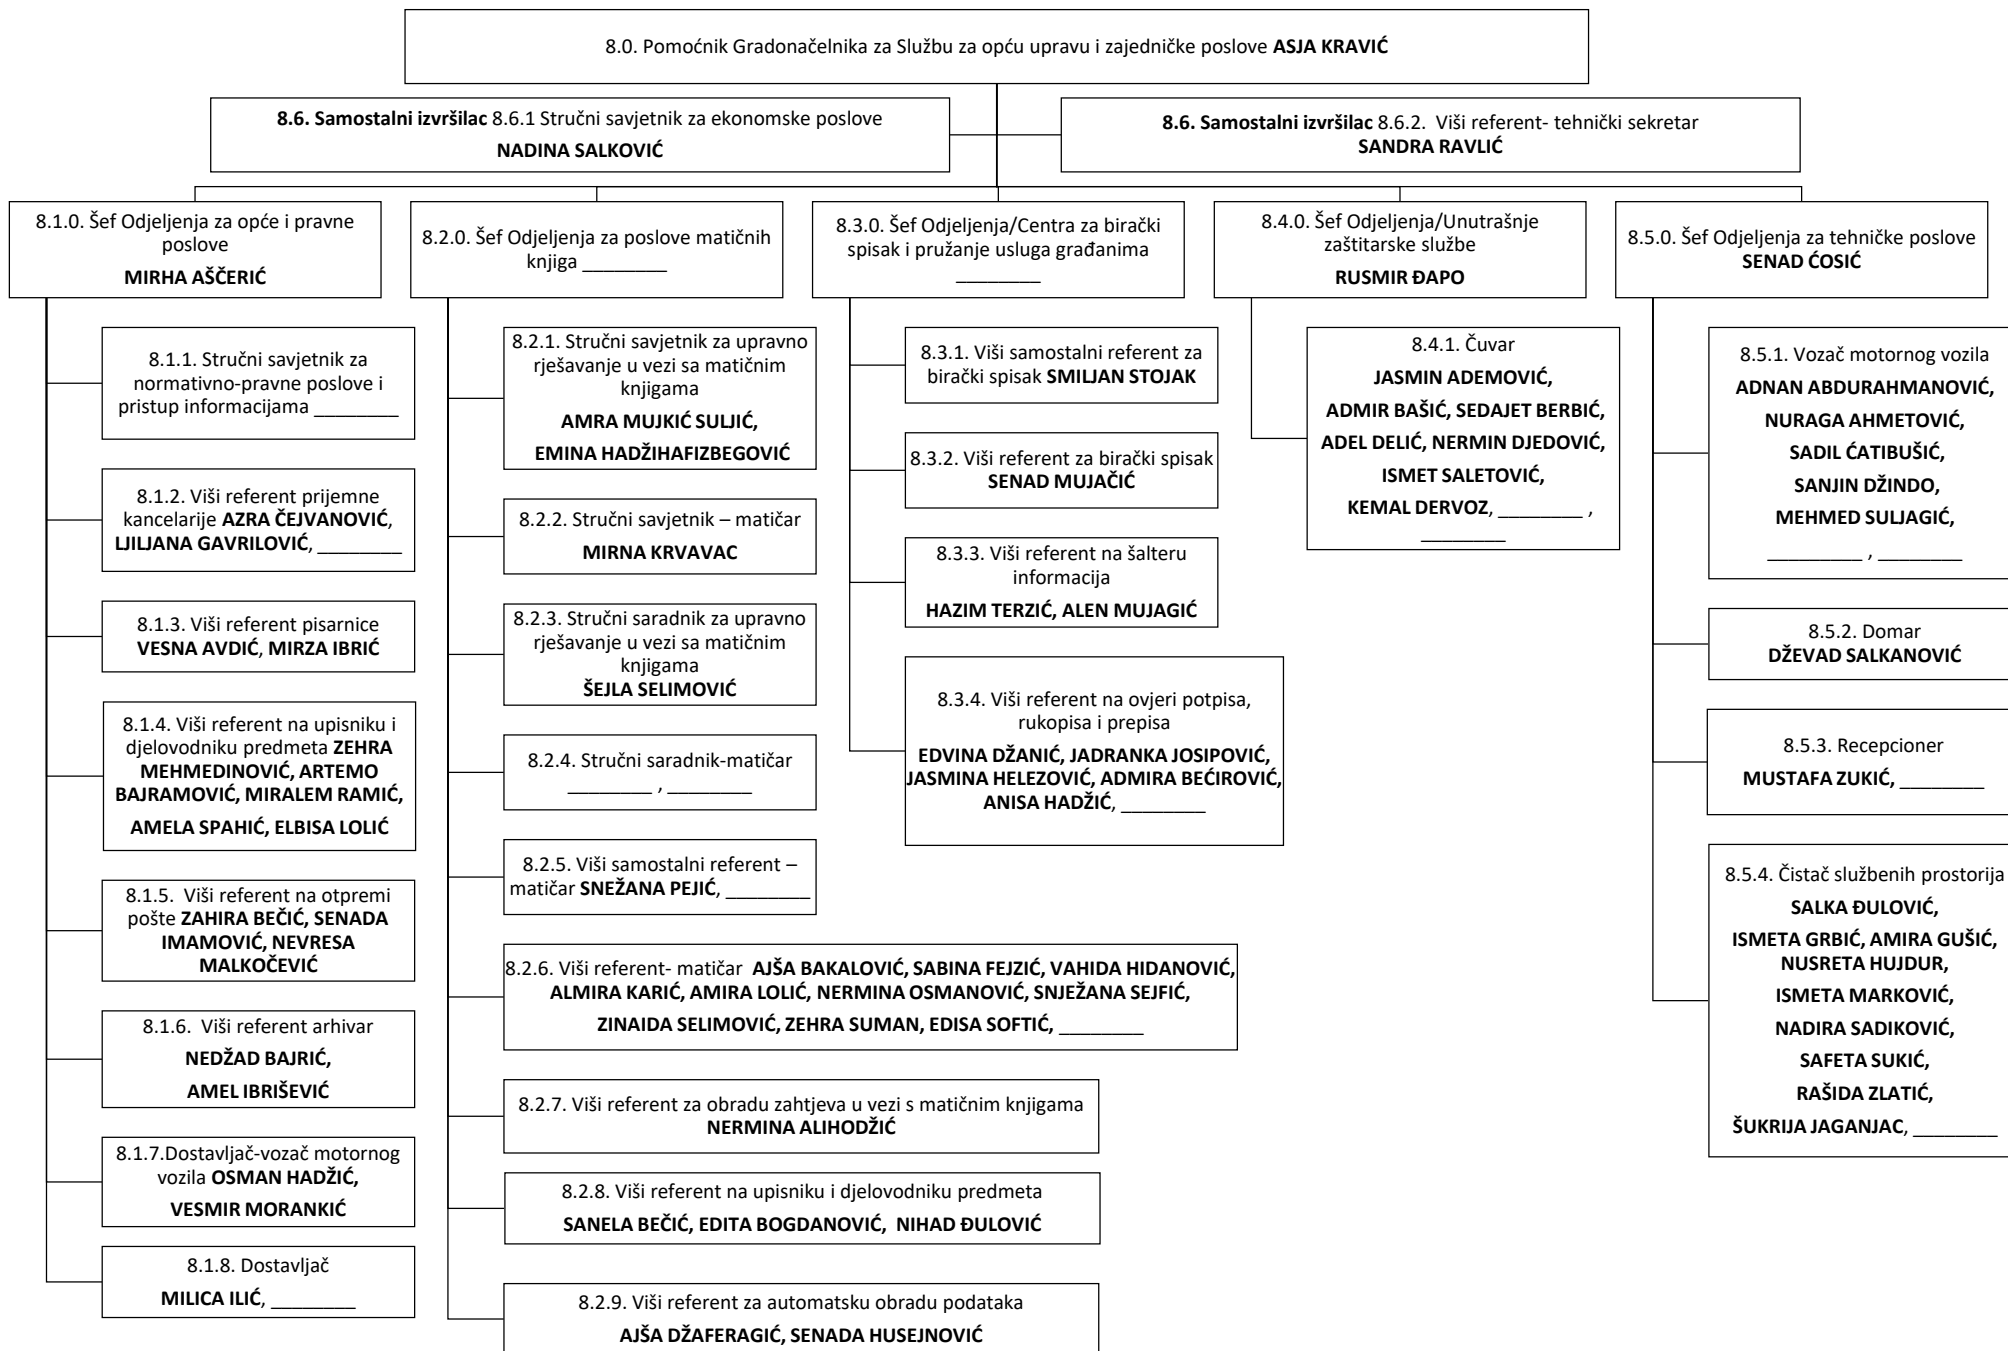 8.0. Pomoćnik Gradonačelnika za Službu za opću upravu i zajedničke poslove ASJA KRAVIĆ
8.6. Samostalni izvršilac 8.6.1 Stručni savjetnik za ekonomske poslove
NADINA SALKOVIĆ
8.6. Samostalni izvršilac 8.6.2. Viši referent- tehnički sekretar
SANDRA RAVLIĆ
8.1.0. Šef Odjeljenja za opće i pravne
poslove
MIRHA AŠČERIĆ
8.1.1. Stručni savjetnik za
normativno-pravne poslove i
pristup informacijama ________
8.1.2. Viši referent prijemne
kancelarije AZRA ČEJVANOVIĆ,
LJILJANA GAVRILOVIĆ, ________
8.1.3. Viši referent pisarnice
VESNA AVDIĆ, MIRZA IBRIĆ
8.1.4. Viši referent na upisniku i
djelovodniku predmeta ZEHRA
MEHMEDINOVIĆ, ARTEMO
BAJRAMOVIĆ, MIRALEM RAMIĆ,
AMELA SPAHIĆ, ELBISA LOLIĆ
8.1.5. Viši referent na otpremi
pošte ZAHIRA BEČIĆ, SENADA
IMAMOVIĆ, NEVRESA
MALKOČEVIĆ
8.1.6. Viši referent arhivar
NEDŽAD BAJRIĆ,
AMEL IBRIŠEVIĆ
8.1.7.Dostavljač-vozač motornog
vozila OSMAN HADŽIĆ,
VESMIR MORANKIĆ
8.1.8. Dostavljač
MILICA ILIĆ, ________
8.2.0. Šef Odjeljenja za poslove matičnih
knjiga ________
8.2.1. Stručni savjetnik za upravno
rješavanje u vezi sa matičnim
knjigama
AMRA MUJKIĆ SULJIĆ,
EMINA HADŽIHAFIZBEGOVIĆ
8.2.2. Stručni savjetnik – matičar
MIRNA KRVAVAC
8.2.3. Stručni saradnik za upravno
rješavanje u vezi sa matičnim
knjigama
ŠEJLA SELIMOVIĆ
8.2.4. Stručni saradnik-matičar
________ , ________
8.2.5. Viši samostalni referent –
matičar SNEŽANA PEJIĆ, ________
8.2.6. Viši referent- matičar AJŠA BAKALOVIĆ, SABINA FEJZIĆ, VAHIDA HIDANOVIĆ,
ALMIRA KARIĆ, AMIRA LOLIĆ, NERMINA OSMANOVIĆ, SNJEŽANA SEJFIĆ,
ZINAIDA SELIMOVIĆ, ZEHRA SUMAN, EDISA SOFTIĆ, ________
8.2.7. Viši referent za obradu zahtjeva u vezi s matičnim knjigama
NERMINA ALIHODŽIĆ
8.2.8. Viši referent na upisniku i djelovodniku predmeta
SANELA BEČIĆ, EDITA BOGDANOVIĆ, NIHAD ĐULOVIĆ
8.2.9. Viši referent za automatsku obradu podataka
AJŠA DŽAFERAGIĆ, SENADA HUSEJNOVIĆ
8.3.0. Šef Odjeljenja/Centra za birački
spisak i pružanje usluga građanima
________
8.3.1. Viši samostalni referent za
birački spisak SMILJAN STOJAK
8.3.2. Viši referent za birački spisak
SENAD MUJAČIĆ
8.3.3. Viši referent na šalteru
informacija
HAZIM TERZIĆ, ALEN MUJAGIĆ
8.3.4. Viši referent na ovjeri potpisa,
rukopisa i prepisa
EDVINA DŽANIĆ, JADRANKA JOSIPOVIĆ,
JASMINA HELEZOVIĆ, ADMIRA BEĆIROVIĆ,
ANISA HADŽIĆ, ________
8.4.0. Šef Odjeljenja/Unutrašnje
zaštitarske službe
RUSMIR ĐAPO
8.4.1. Čuvar
JASMIN ADEMOVIĆ,
ADMIR BAŠIĆ, SEDAJET BERBIĆ,
ADEL DELIĆ, NERMIN DJEDOVIĆ,
ISMET SALETOVIĆ,
KEMAL DERVOZ, ________ ,
________
8.5.0. Šef Odjeljenja za tehničke poslove
SENAD ĆOSIĆ
8.5.1. Vozač motornog vozila
ADNAN ABDURAHMANOVIĆ,
NURAGA AHMETOVIĆ,
SADIL ĆATIBUŠIĆ,
SANJIN DŽINDO,
MEHMED SULJAGIĆ,
_________ , ________
8.5.2. Domar
DŽEVAD SALKANOVIĆ
8.5.3. Recepcioner
MUSTAFA ZUKIĆ, ________
8.5.4. Čistač službenih prostorija
SALKA ĐULOVIĆ,
ISMETA GRBIĆ, AMIRA GUŠIĆ,
NUSRETA HUJDUR,
ISMETA MARKOVIĆ,
NADIRA SADIKOVIĆ,
SAFETA SUKIĆ,
RAŠIDA ZLATIĆ,
ŠUKRIJA JAGANJAC, ________